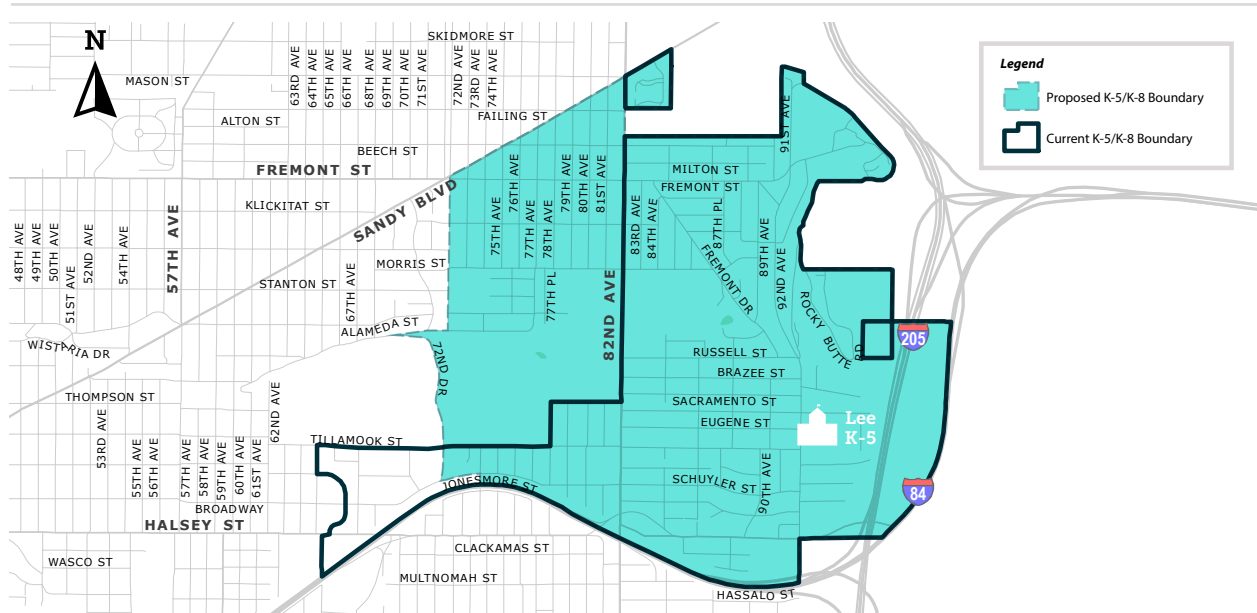 N
SKIDMORE ST
MASON ST
63RD AVE
64TH AVE
65TH AVE
66TH AVE
68TH AVE
69TH AVE
70TH AVE
71ST AVE
72ND AVE
73RD AVE
74TH AVE
ALTON ST
FAILING ST
BEECH ST
FREMONT ST
SANDY BLVD
KLICKITAT ST
48TH AVE
49TH AVE
50TH AVE
51ST AVE
52ND AVE
54TH AVE
57TH AVE
MORRIS ST
STANTON ST
67TH AVE
ALAMEDA ST
WISTARIA DR
72ND DR
75TH AVE
76TH AVE
77TH AVE
78TH AVE
79TH AVE
80TH AVE
81ST AVE
77TH PL
82ND AVE
83RD AVE
84TH AVE
MILTON ST
FREMONT ST
87TH PL
89TH AVE
91ST AVE
92ND AVE
FREMONT DR
ROCKY BUTTE RD
205
RUSSELL ST
BRAZEE ST
SACRAMENTO ST
EUGENE ST
Lee
K-5
THOMPSON ST
53RD AVE
62ND AVE
TILLAMOOK ST
55TH AVE
56TH AVE
57TH AVE
58TH AVE
59TH AVE
60TH AVE
61ST AVE
BROADWAY
HALSEY ST
JONESMORE ST
SCHUYLER ST
90TH AVE
84
WASCO ST
CLACKAMAS ST
MULTNOMAH ST
HASSALO ST
Legend
Proposed K-5/K-8 Boundary
Current K-5/K-8 Boundary